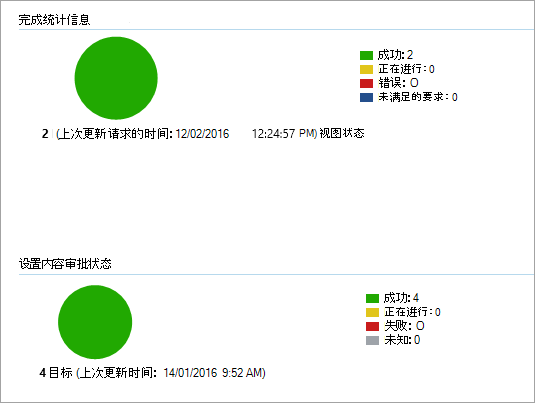 完成统计信息
成功: 2
正在进行: 0
错误: O
未满足的要求: 0
2 (上次更新请求的时间: 12/02/2016 12:24:57 PM) 视图状态
设置内容审批状态
成功: 4
正在进行: 0
失败: O
未知: 0
4 目标 (上次更新时间: 14/01/2016 9:52 AM)